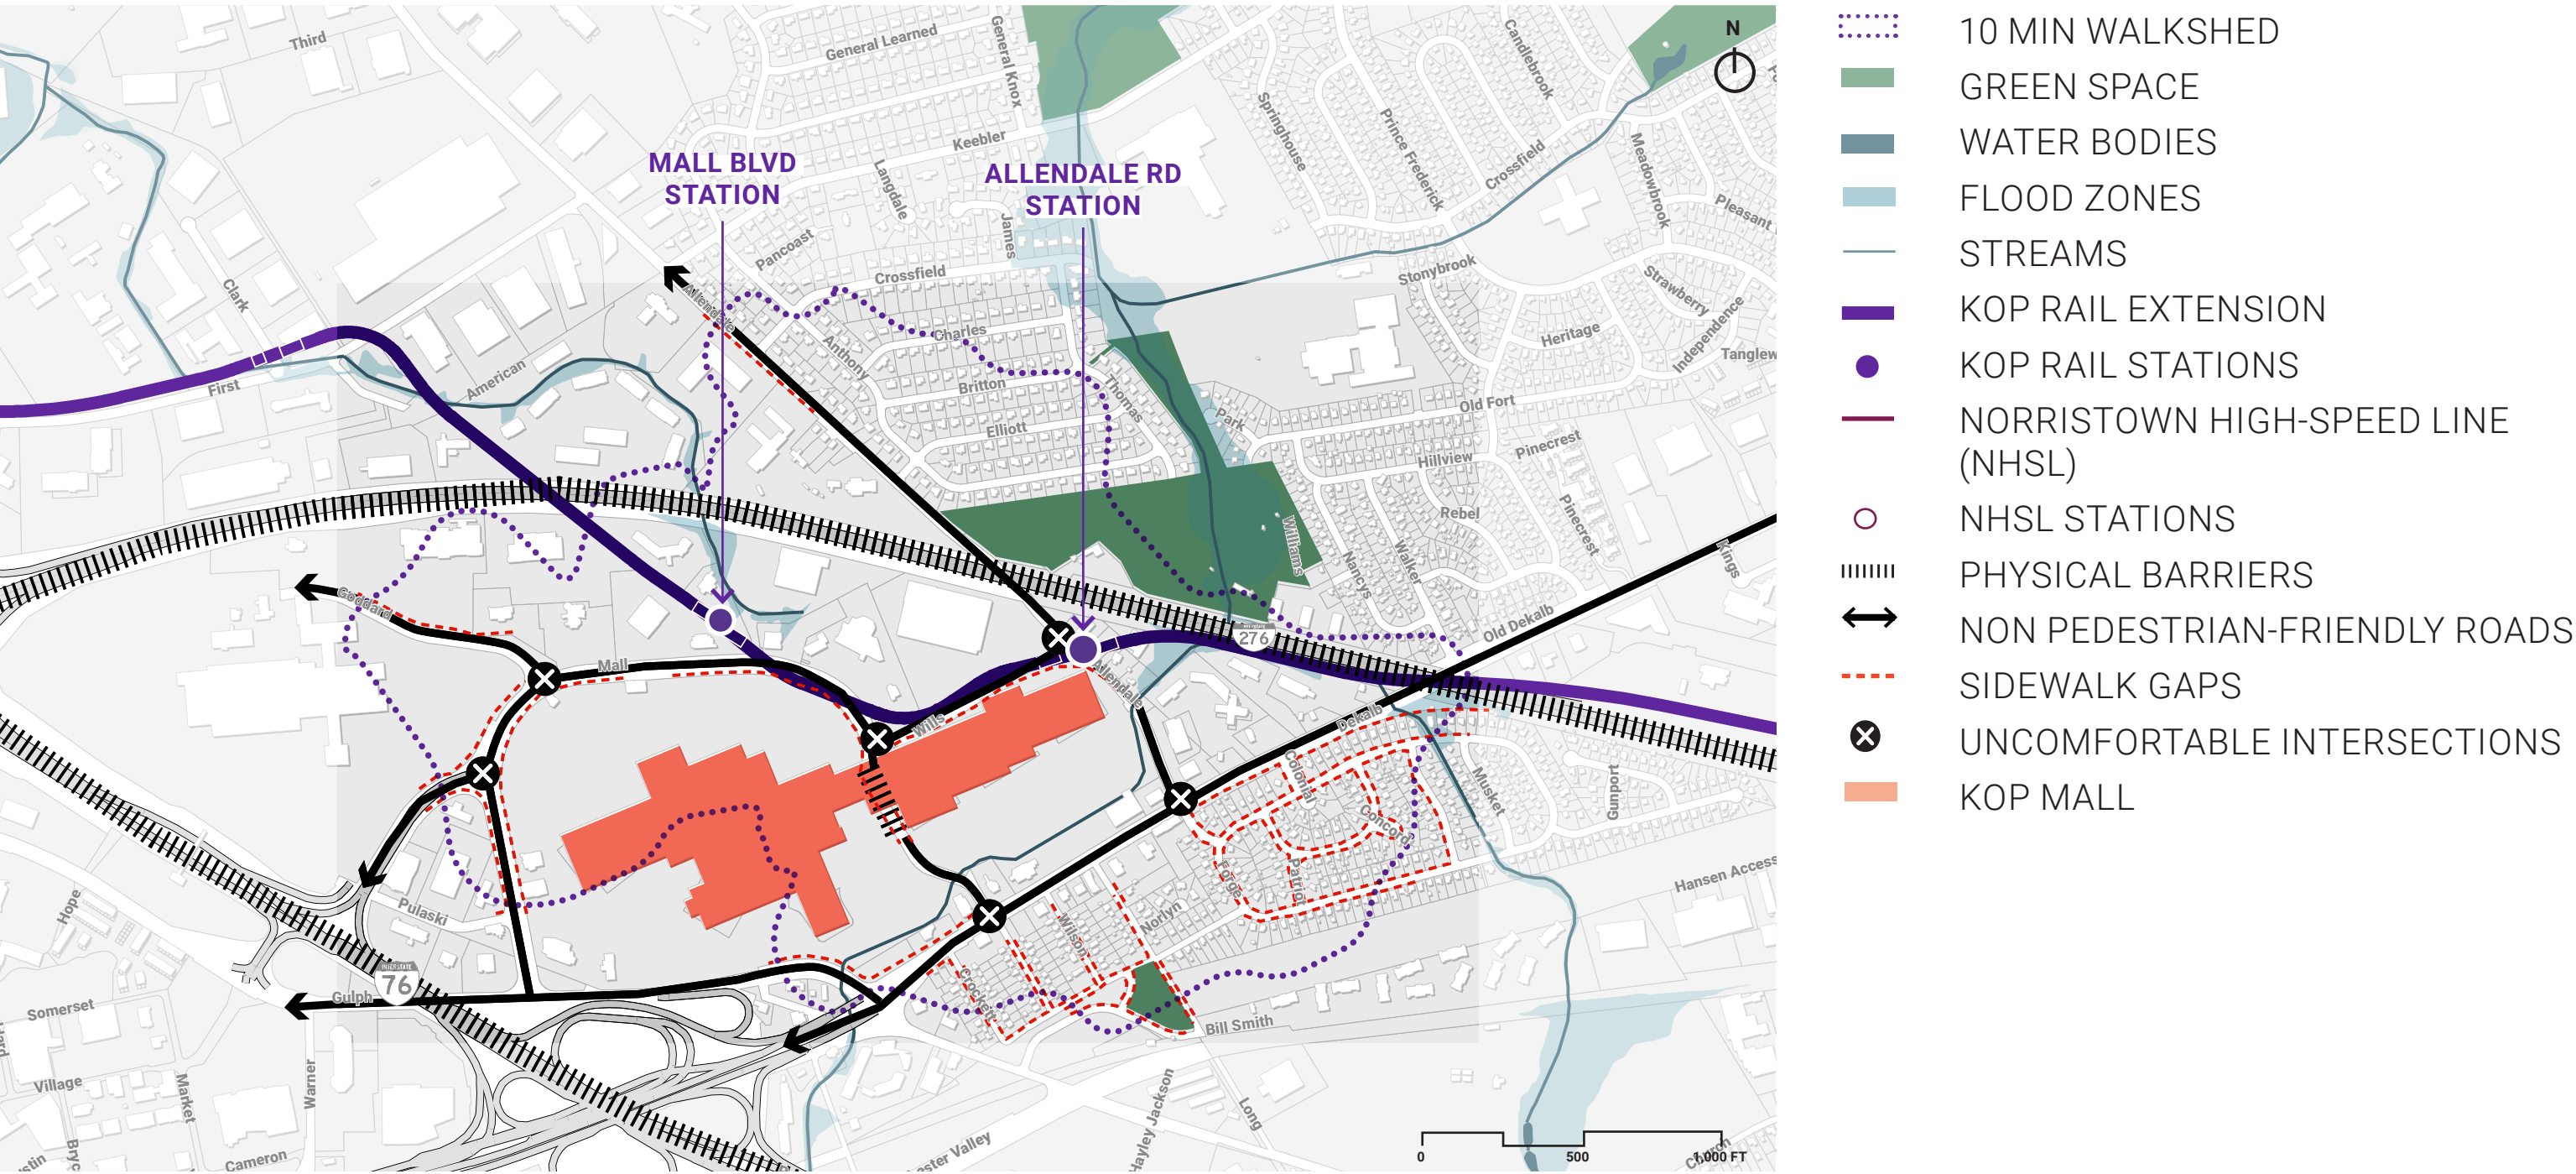 Third
General Learned
General Knox
Candlebrook
N
Springhouse
Keebler
Prince Frederick
Crossfield
Meadowbrook
MALL BLVD
STATION
ALLENDALE RD
STATION
Langdale
James
Pleasant
Pancoast
Crossfield
Stonybrook
Strawberry
Clark
Allendale
Independence
Charles
Heritage
Tanglew
Anthony
First
American
Britton
Thomas
Park
Old Fort
Elliott
Hillview
Pinecrest
Rebel
Pinecrest
Williams
Nancys
Walker
Kings
Goddard
Old Dekalb
INTERSTATE
276
Mall
Allendale
Wills
Dekalb
Colonial
Musket
Gunport
Concord
Forge
Patriot
Hansen Access
Hope
Pulaski
Wilson
Norlyn
INTERSTATE
76
Gulph
Crockett
Somerset
Bill Smith
Village
Market
Warner
Hayley Jackson
Long
Cameron
0
500
1,000 FT
10 MIN WALKSHED
GREEN SPACE
WATER BODIES
FLOOD ZONES
STREAMS
KOP RAIL EXTENSION
KOP RAIL STATIONS
NORRISTOWN HIGH-SPEED LINE
(NHSL)
NHSL STATIONS
PHYSICAL BARRIERS
NON PEDESTRIAN-FRIENDLY ROADS
SIDEWALK GAPS
UNCOMFORTABLE INTERSECTIONS
KOP MALL